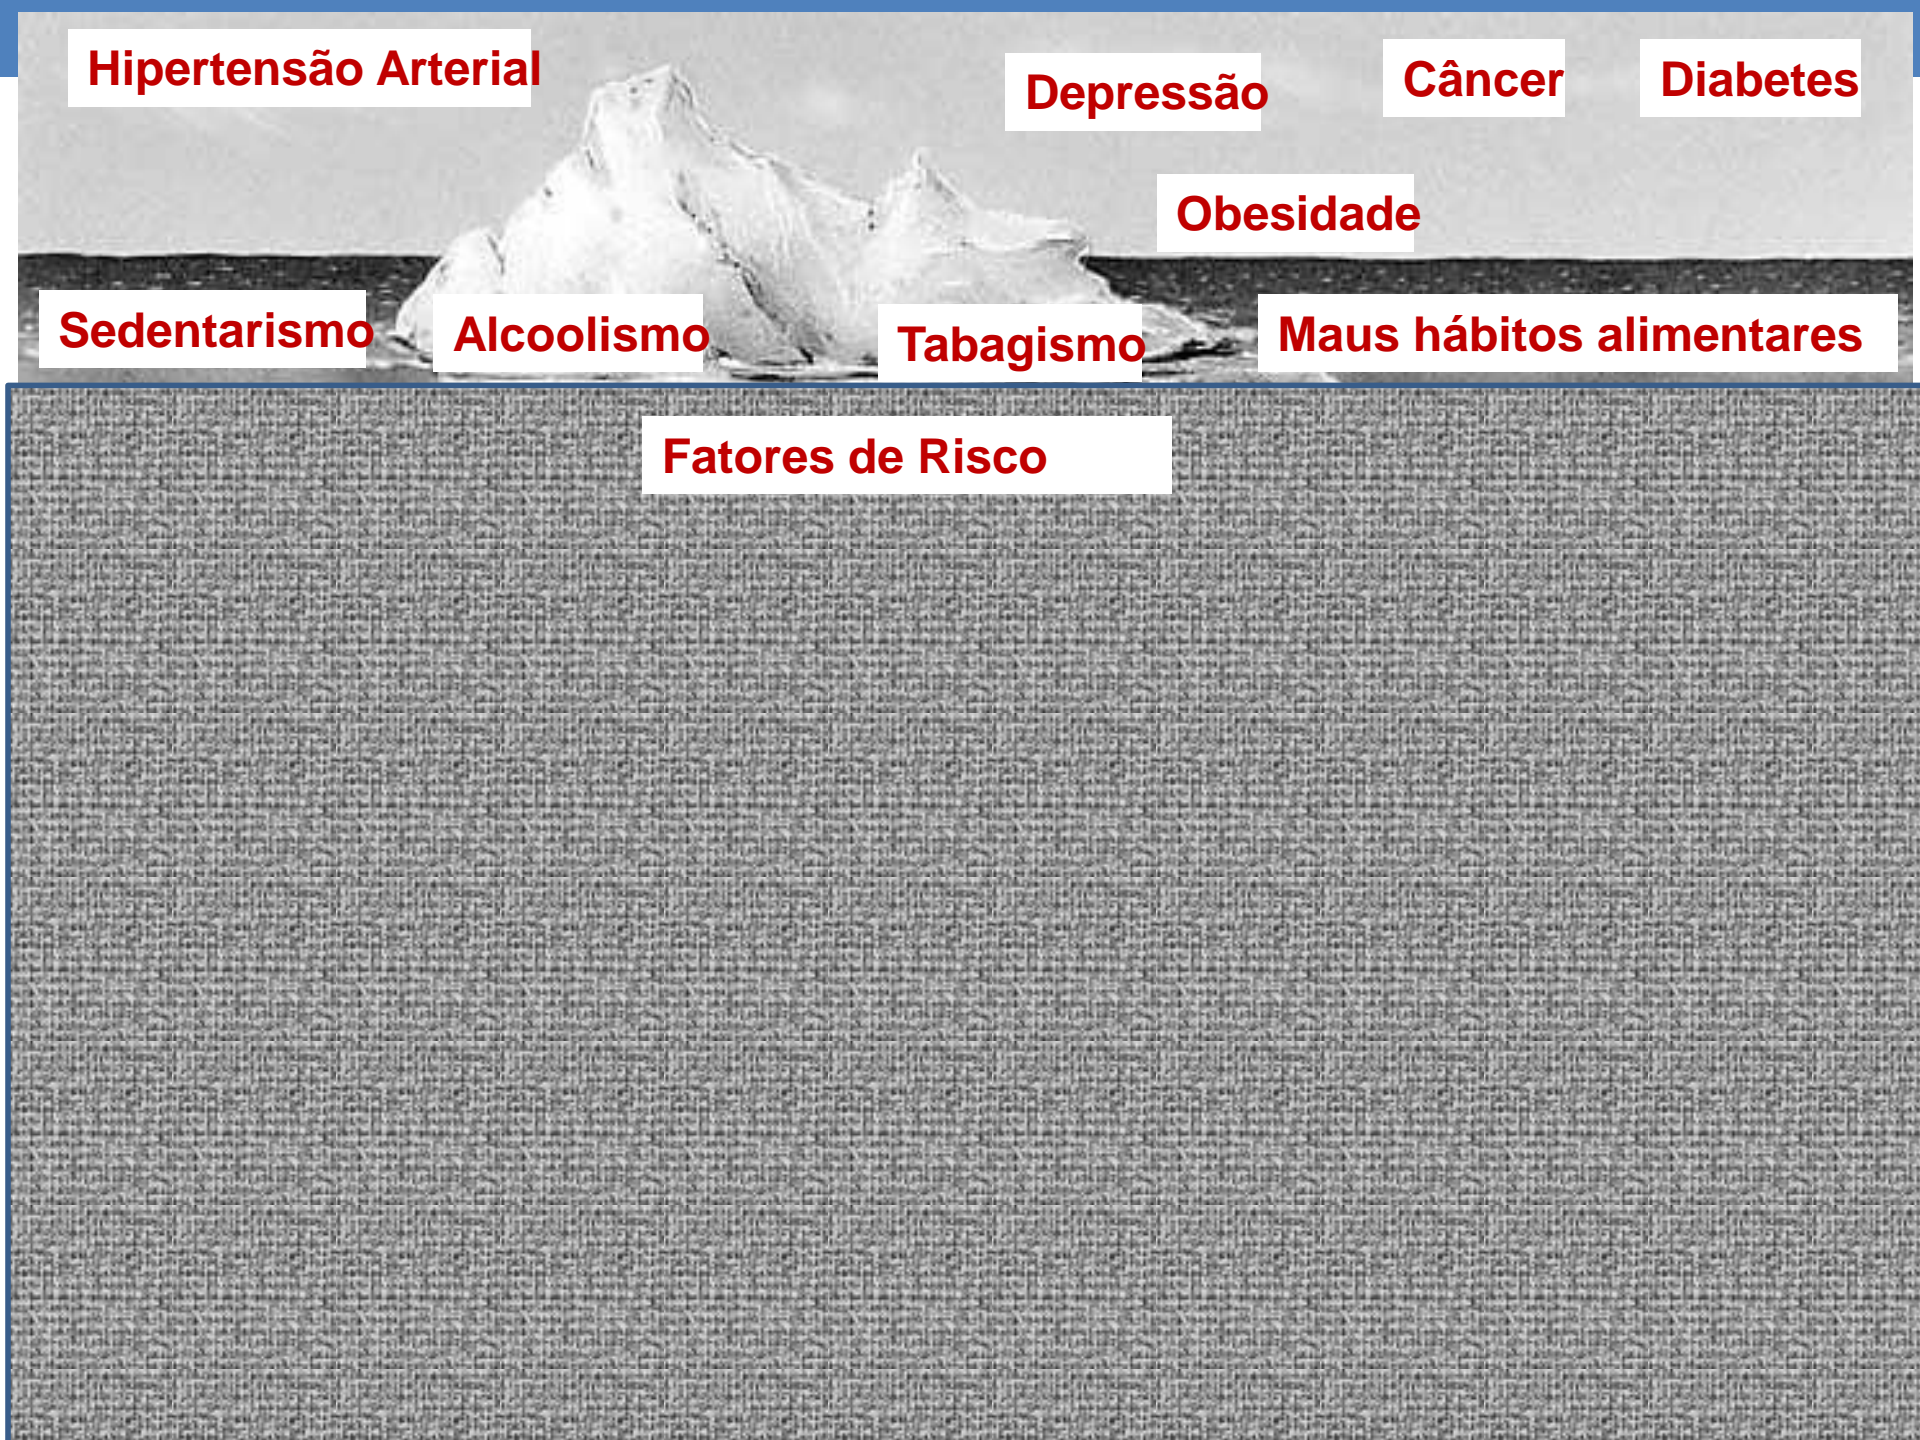 Hipertensão Arterial
Depressão
Câncer
Diabetes
Obesidade
Sedentarismo
Alcoolismo
Tabagismo
Maus hábitos alimentares
Fatores de Risco